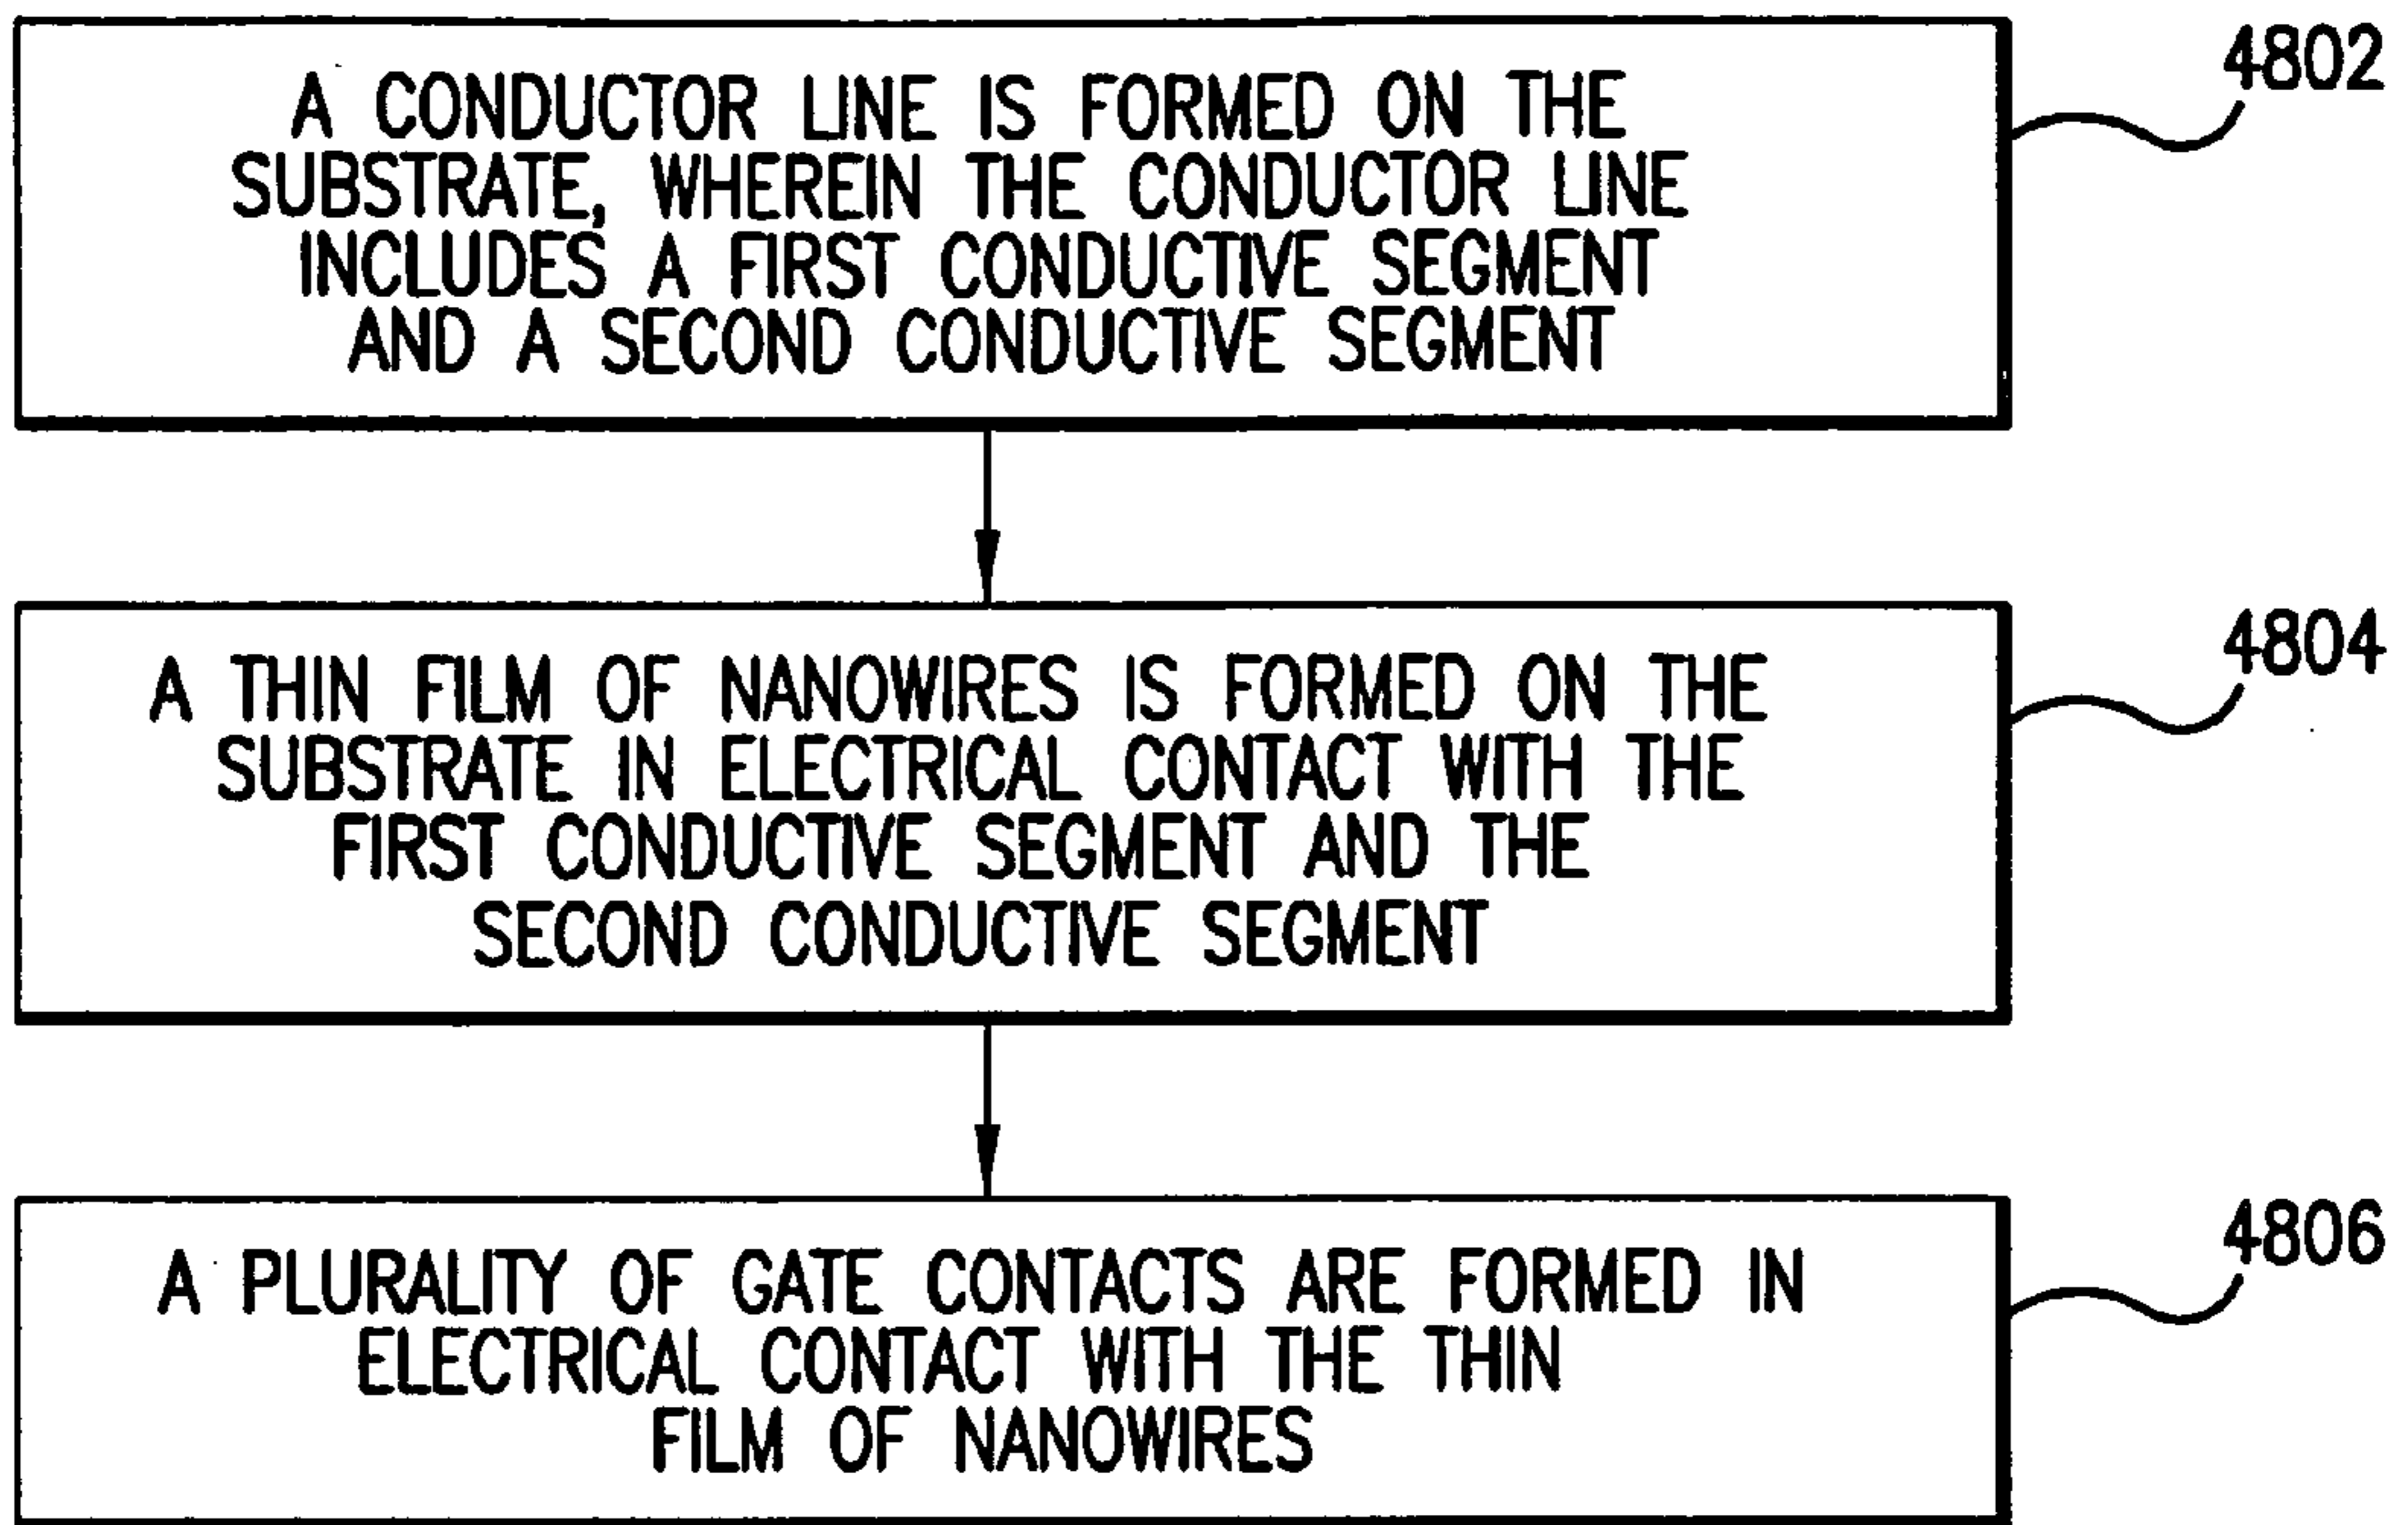 A CONDUCTOR LINE IS FORMED ON THE
SUBSTRATE, WHEREIN THE CONDUCTOR LINE
INCLUDES A FIRST CONDUCTIVE SEGMENT
AND A SECOND CONDUCTIVE SEGMENT
4802
A THIN FILM OF NANOWIRES IS FORMED ON THE
SUBSTRATE IN ELECTRICAL CONTACT WITH THE
FIRST CONDUCTIVE SEGMENT AND THE
SECOND CONDUCTIVE SEGMENT
4804
A PLURALITY OF GATE CONTACTS ARE FORMED IN
ELECTRICAL CONTACT WITH THE THIN
FILM OF NANOWIRES
4806